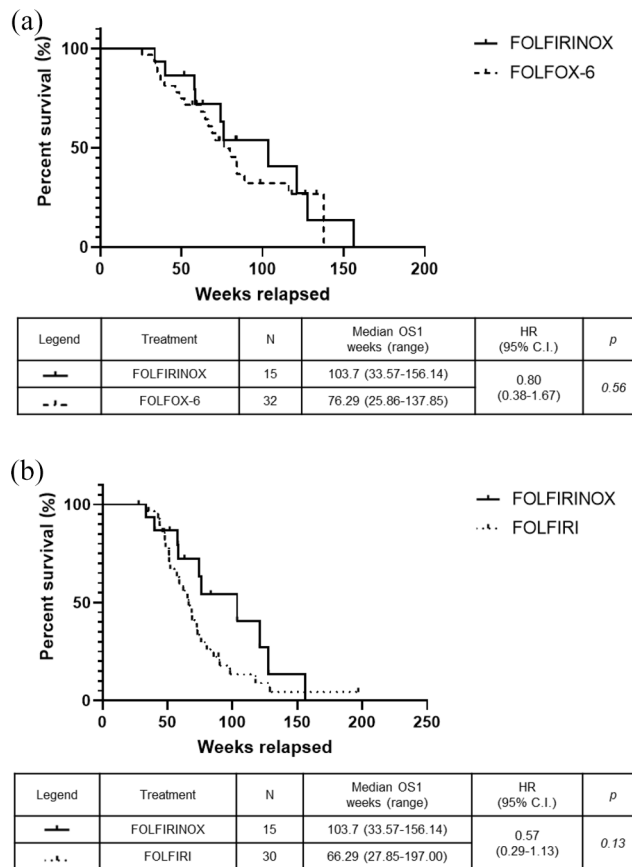 (a)
100
50
0
Percent survival (%)
0 50 100 150 200
Weeks relapsed
FOLFIRINOX
FOLFOX-6
Legend Treatment N Median OS1 weeks (range) HR (95% C.I.) p
FOLFIRINOX 15 103.7 (33.57-156.14) 0.80 (0.38-1.67) 0.56
FOLFOX-6 32 76.29 (25.86-137.85)
(b)
100
50
0
Percent survival (%)
0 50 100 150 200 250
Weeks relapsed
FOLFIRINOX
FOLFIRI
Legend Treatment N Median OS1 weeks (range) HR (95% C.I.) p
FOLFIRINOX 15 103.7 (33.57-156.14) 0.57 (0.29-1.13) 0.13
FOLFIRI 30 66.29 (27.85-197.00)